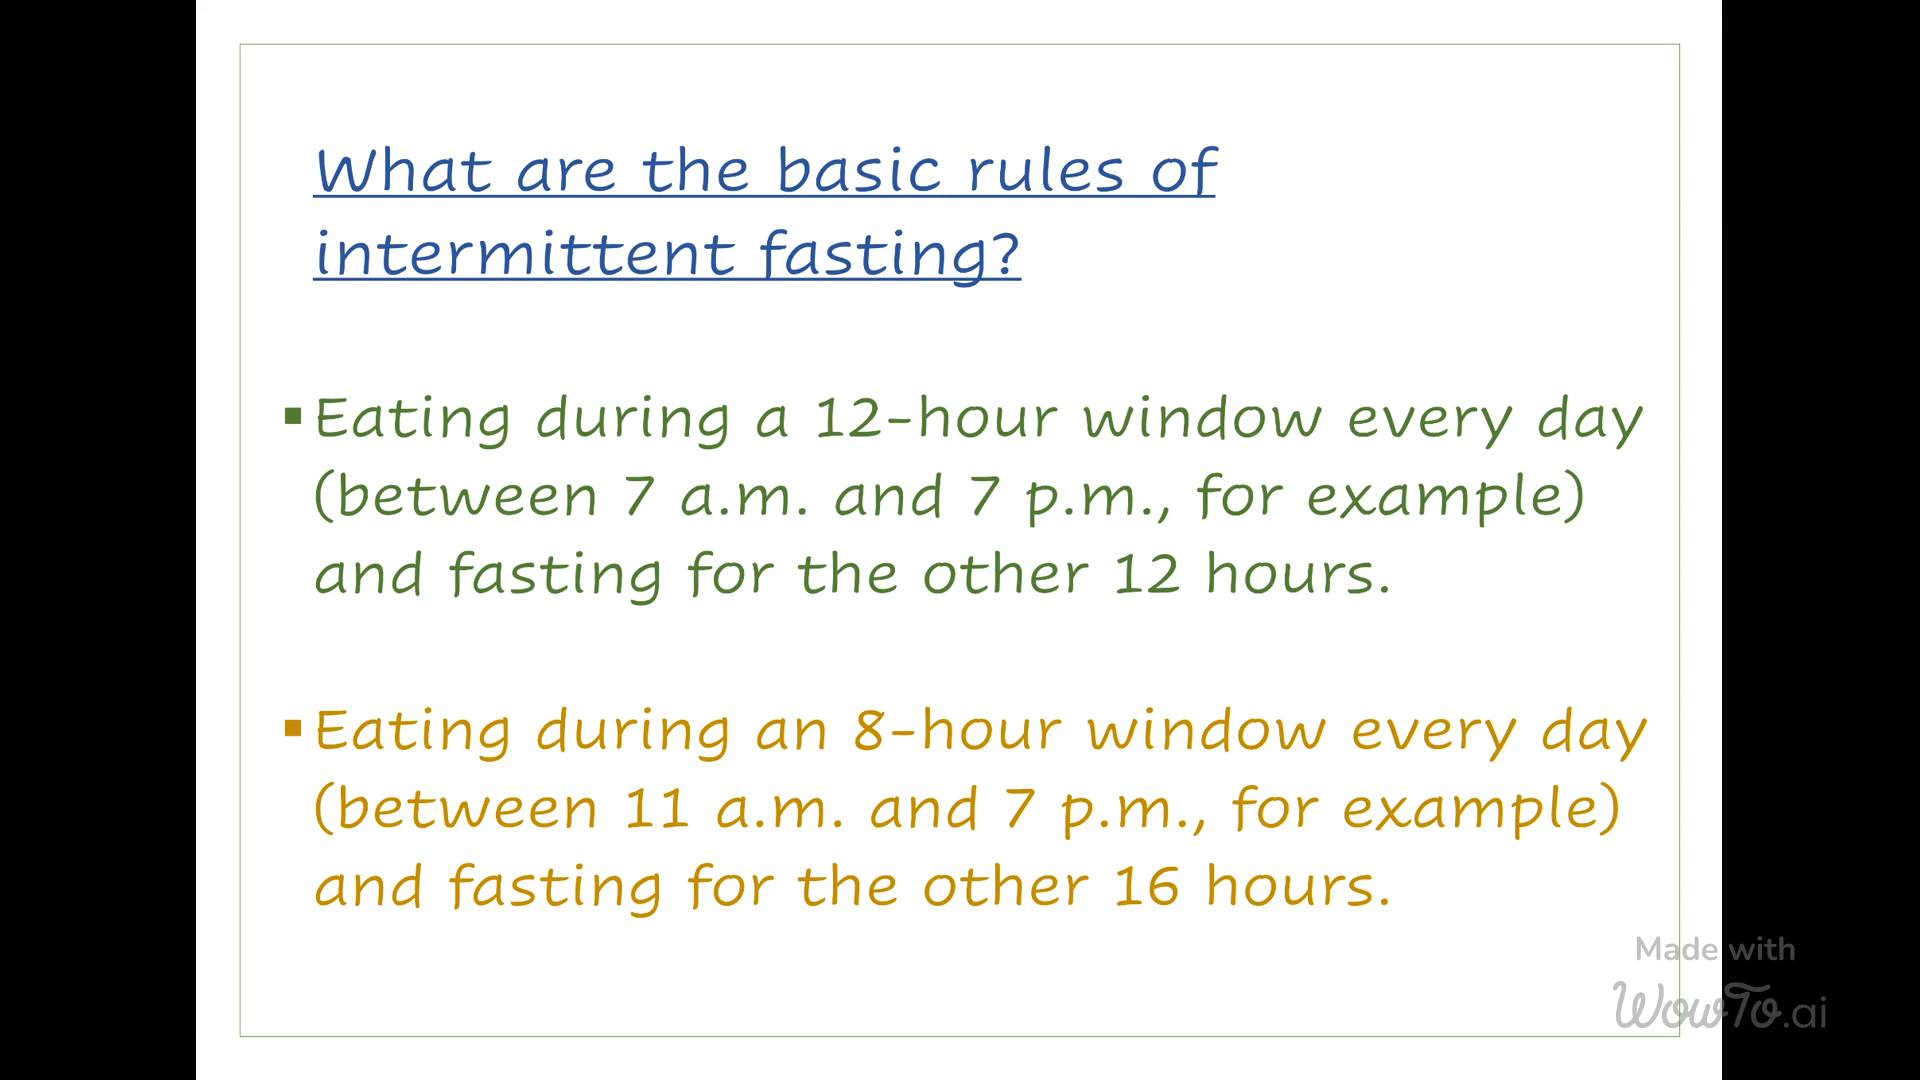 What are the basic rules of
intermittent fasting?
▪Eating during a 12-hour window every day
(between 7 a.m. and 7 p.m., for example)
and fasting for the other 12 hours.
▪Eating during an 8-hour window every day
(between 11 a.m. and 7 p.m., for example)
and fasting for the other 16 hours.
Made with
WowTo.ai